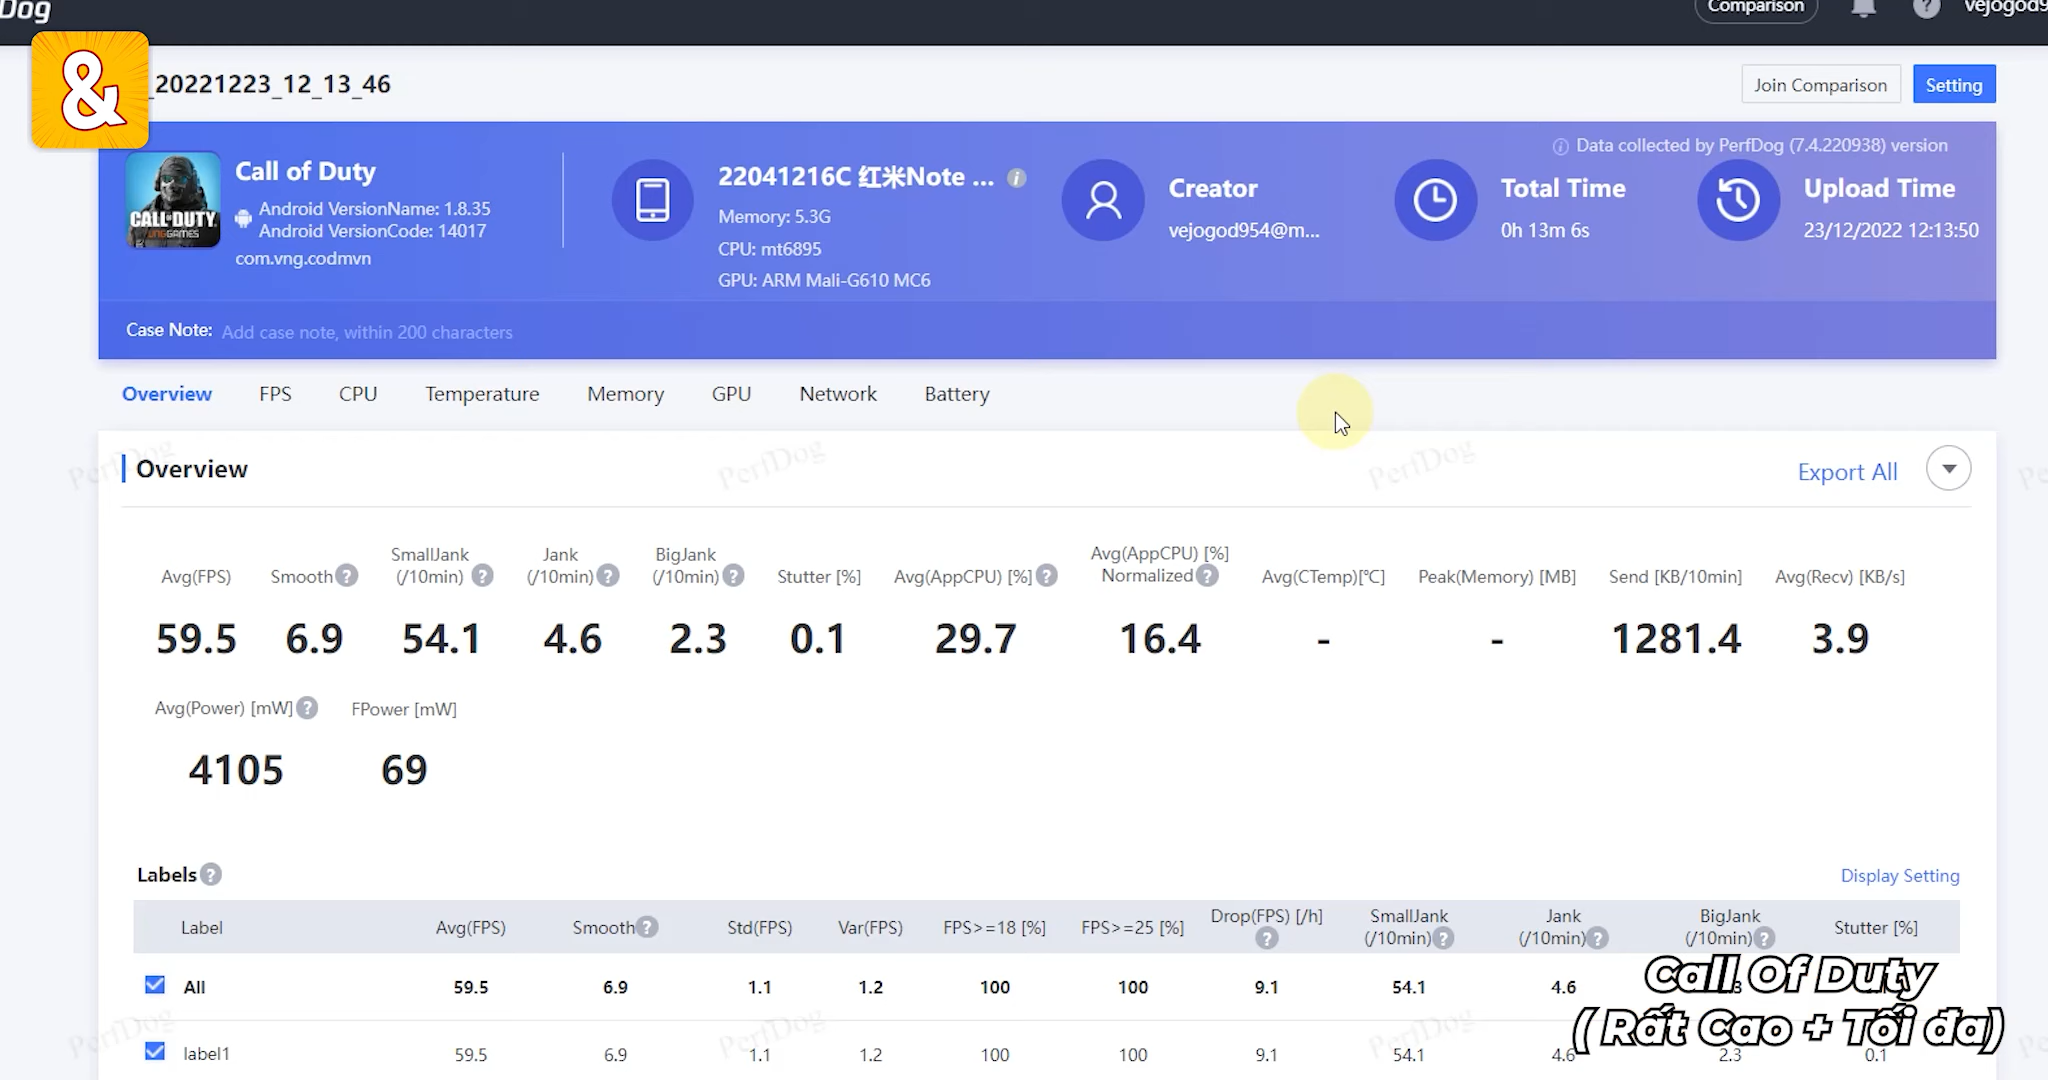 Dog
Comparison
vejogod9
&
_20221223_12_13_46
Join Comparison
Setting
Data collected by PerfDog (7.4.220938) version
CALL·DUTY
VNGGAMES
Call of Duty
Android VersionName: 1.8.35
Android VersionCode: 14017
com.vng.codmvn
22041216C 红米Note ...
Memory: 5.3G
CPU: mt6895
GPU: ARM Mali-G610 MC6
Creator
vejogod954@m...
Total Time
0h 13m 6s
Upload Time
23/12/2022 12:13:50
Case Note: Add case note, within 200 characters
Overview FPS CPU Temperature Memory GPU Network Battery
Overview
Export All
Avg(FPS)
59.5
Smooth
6.9
SmallJank
(/10min)
54.1
Jank
(/10min)
4.6
BigJank
(/10min)
2.3
Stutter [%]
0.1
Avg(AppCPU) [%]
29.7
Avg(AppCPU) [%]
Normalized
16.4
Avg(CTemp)[°C]
-
Peak(Memory) [MB]
-
Send [KB/10min]
1281.4
Avg(Recv) [KB/s]
3.9
Avg(Power) [mW]
4105
FPower [mW]
69
Labels
Display Setting
Label Avg(FPS) Smooth Std(FPS) Var(FPS) FPS>=18 [%] FPS>=25 [%] Drop(FPS) [/h] SmallJank (/10min) Jank (/10min) BigJank (/10min) Stutter [%]
All 59.5 6.9 1.1 1.2 100 100 9.1 54.1 4.6
label1 59.5 6.9 1.1 1.2 100 100 9.1 54.1 4.6 2.3 0.1
Call Of Duty
( Rất Cao + Tối đa)
PerfDog
PerfDog
PerfDog
PerfDog
PerfDog
PerfDog